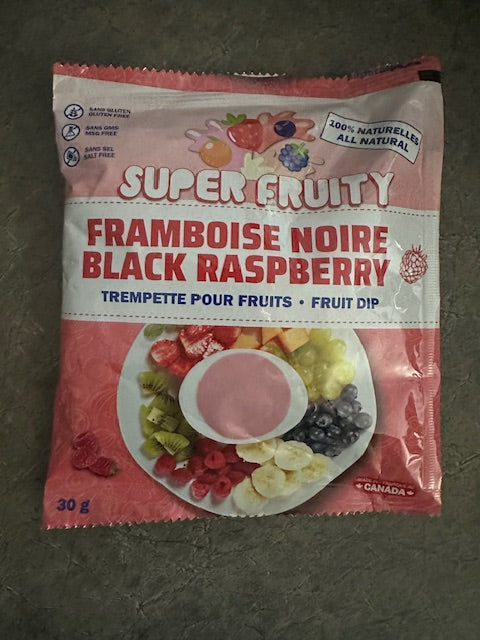 SANS GLUTEN
GLUTEN FREE
SANS GMS
MSG FREE
SANS SEL
SALT FREE
100% NATURELLES
ALL NATURAL
SUPER FRUITY
FRAMBOISE NOIRE
BLACK RASPBERRY
TREMPETTE POUR FRUITS • FRUIT DIP
30 g
CANADA